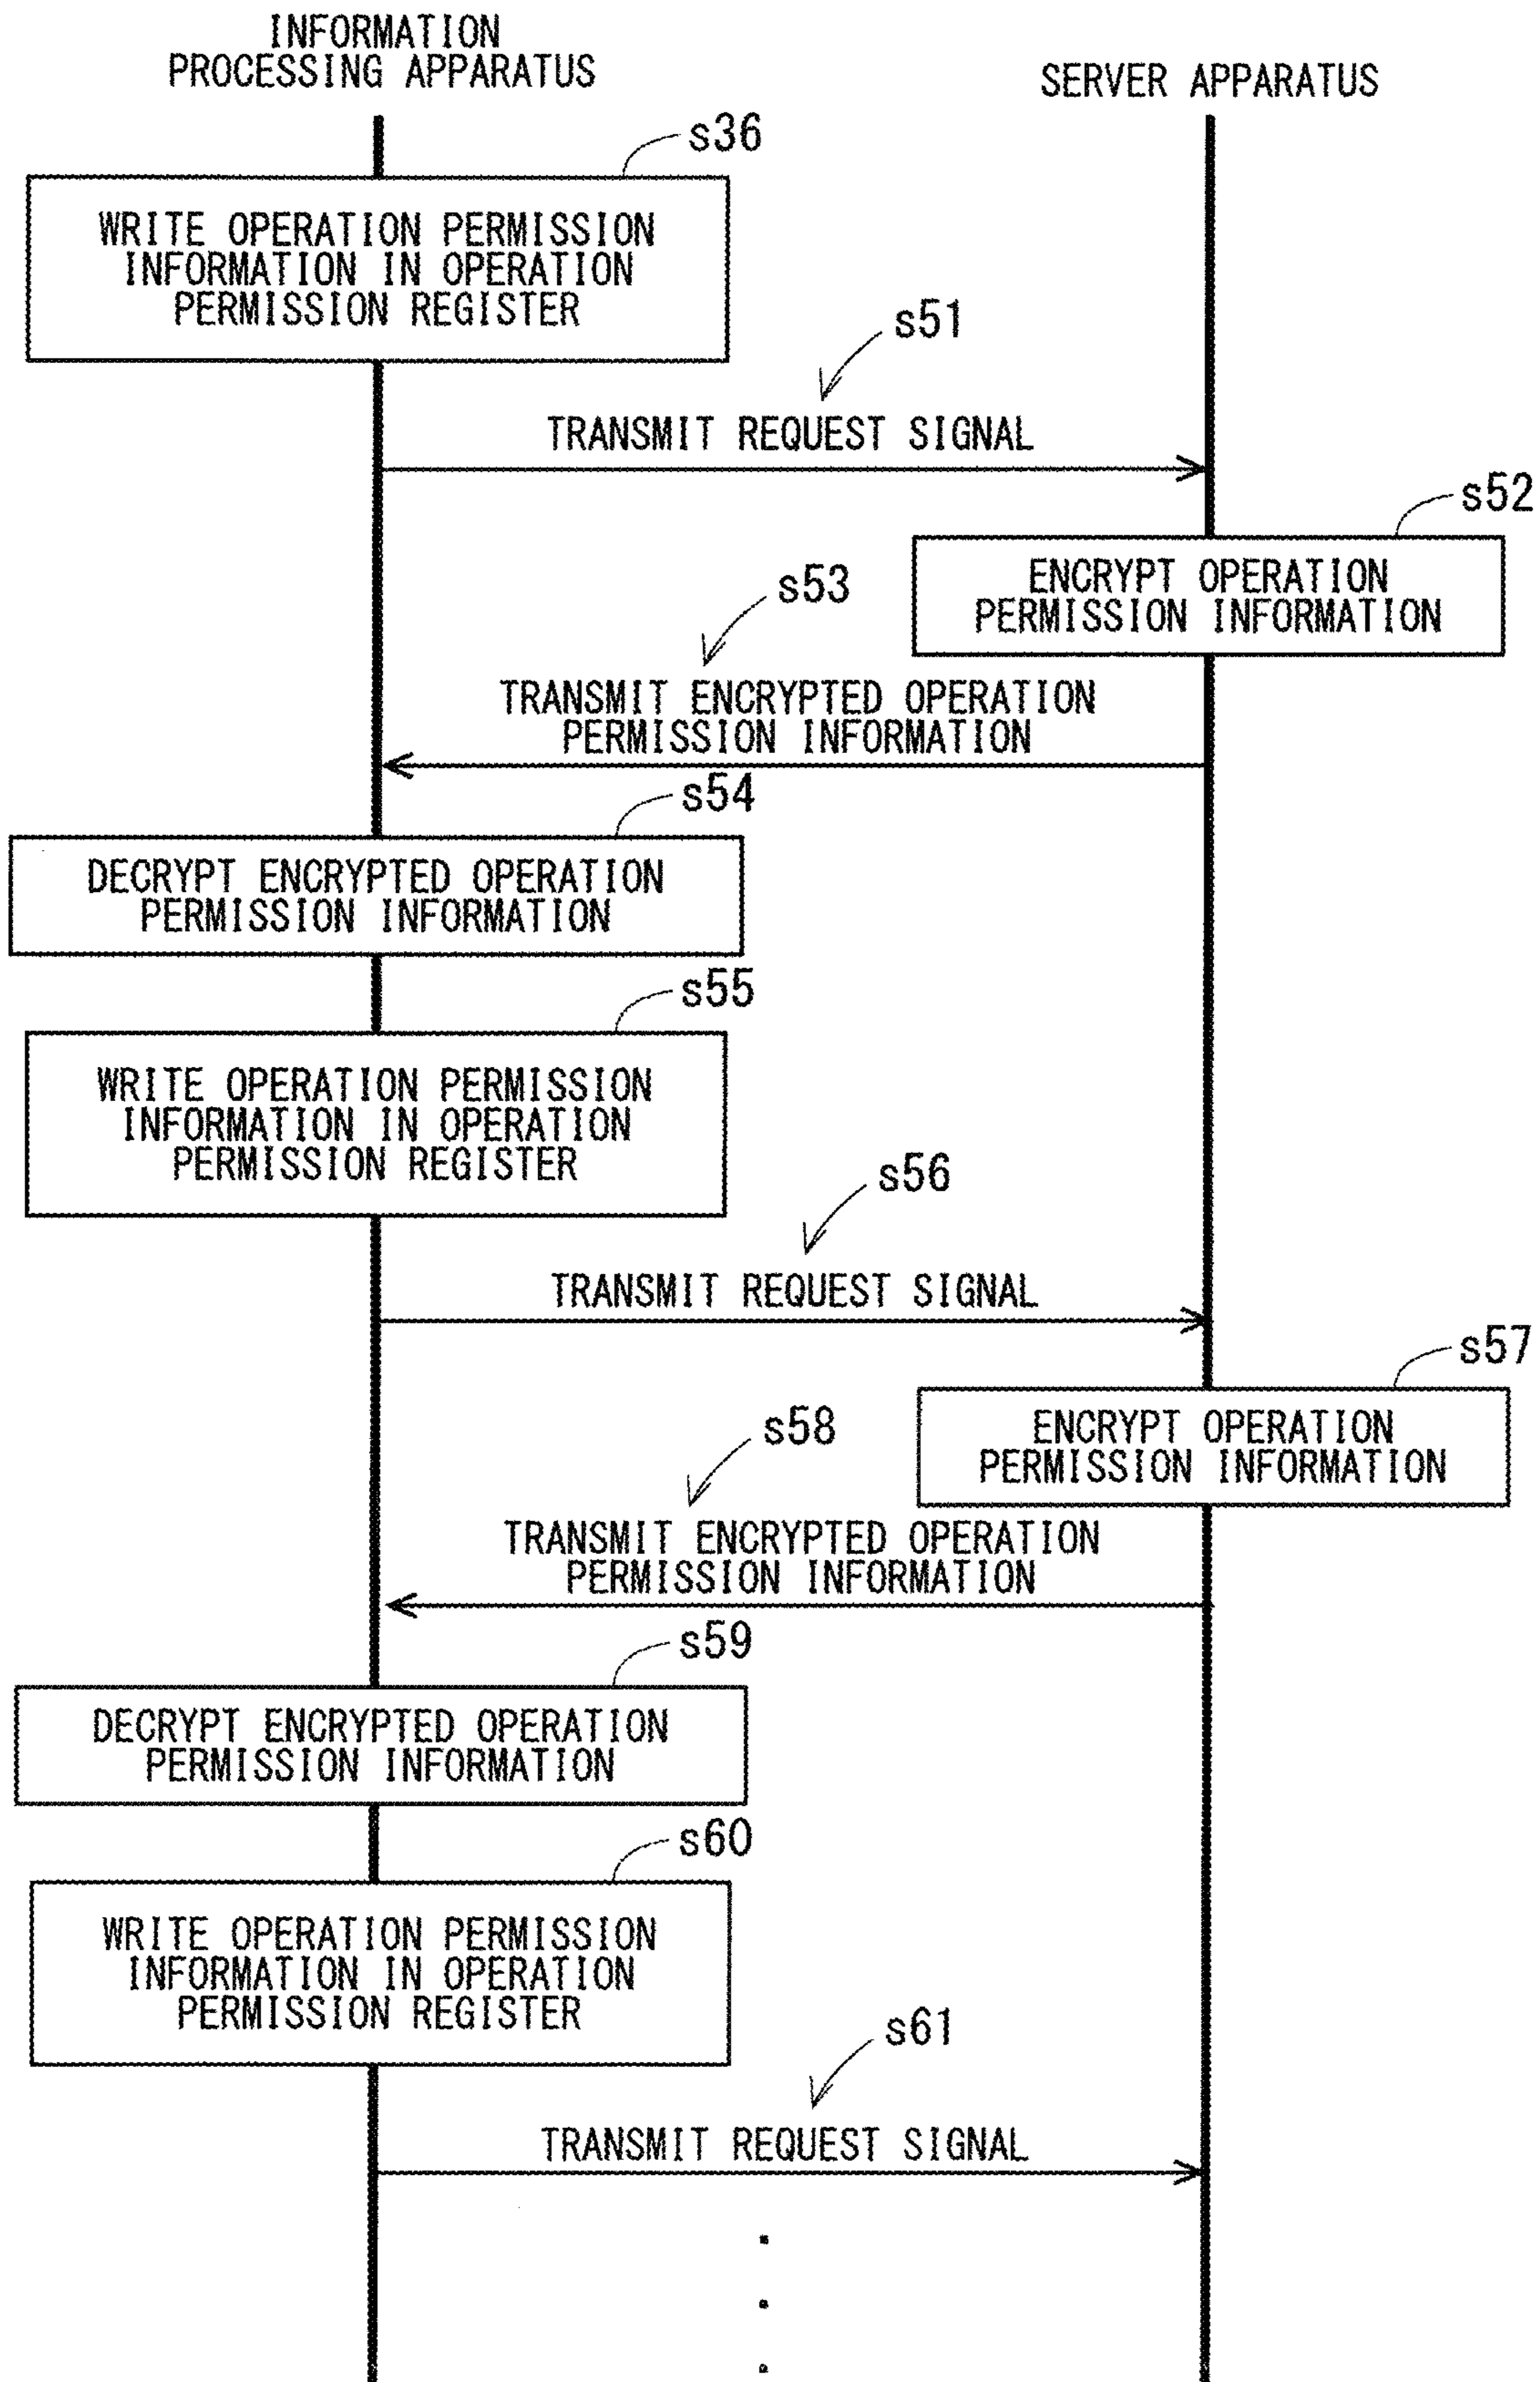 INFORMATION
PROCESSING APPARATUS
SERVER APPARATUS
s36
WRITE OPERATION PERMISSION
INFORMATION IN OPERATION
PERMISSION REGISTER
s51
TRANSMIT REQUEST SIGNAL
s52
ENCRYPT OPERATION
PERMISSION INFORMATION
s53
TRANSMIT ENCRYPTED OPERATION
PERMISSION INFORMATION
s54
DECRYPT ENCRYPTED OPERATION
PERMISSION INFORMATION
s55
WRITE OPERATION PERMISSION
INFORMATION IN OPERATION
PERMISSION REGISTER
s56
TRANSMIT REQUEST SIGNAL
s57
ENCRYPT OPERATION
PERMISSION INFORMATION
s58
TRANSMIT ENCRYPTED OPERATION
PERMISSION INFORMATION
s59
DECRYPT ENCRYPTED OPERATION
PERMISSION INFORMATION
s60
WRITE OPERATION PERMISSION
INFORMATION IN OPERATION
PERMISSION REGISTER
s61
TRANSMIT REQUEST SIGNAL